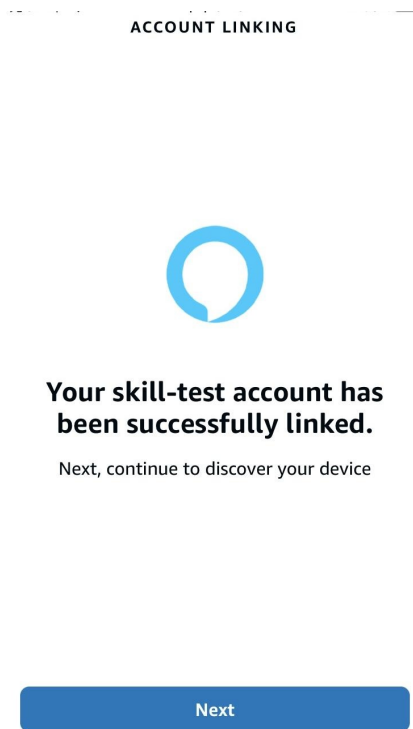 ACCOUNT LINKING
Your skill-test account has
been successfully linked.
Next, continue to discover your device
Next